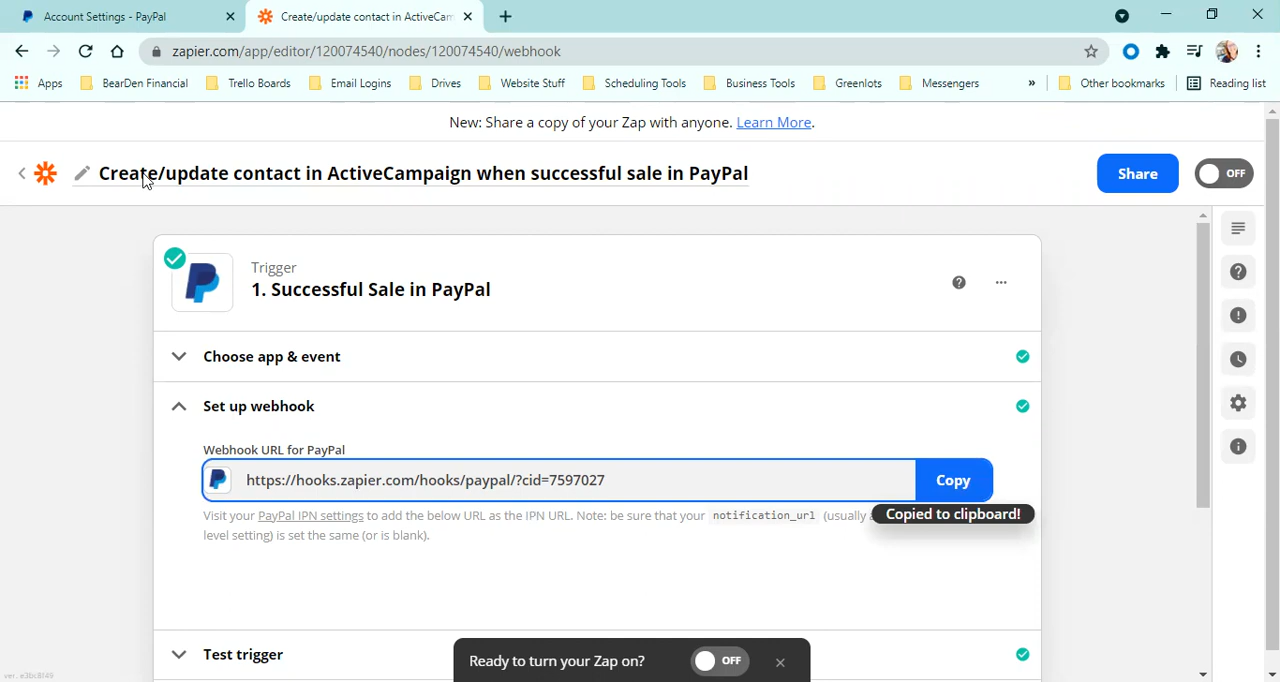 Account Settings - PayPal
Create/update contact in ActiveCam
zapier.com/app/editor/120074540/nodes/120074540/webhook
Apps BearDen Financial Trello Boards Email Logins Drives Website Stuff Scheduling Tools Business Tools Greenlots Messengers » Other bookmarks Reading list
New: Share a copy of your Zap with anyone. Learn More.
Create/update contact in ActiveCampaign when successful sale in PayPal
Share
OFF
Trigger
1. Successful Sale in PayPal
Choose app & event
Set up webhook
Webhook URL for PayPal
https://hooks.zapier.com/hooks/paypal/?cid=7597027
Copy
Visit your PayPal IPN settings to add the below URL as the IPN URL. Note: be sure that your notification_url (usually
Copied to clipboard!
level setting) is set the same (or is blank).
Test trigger
Ready to turn your Zap on? OFF